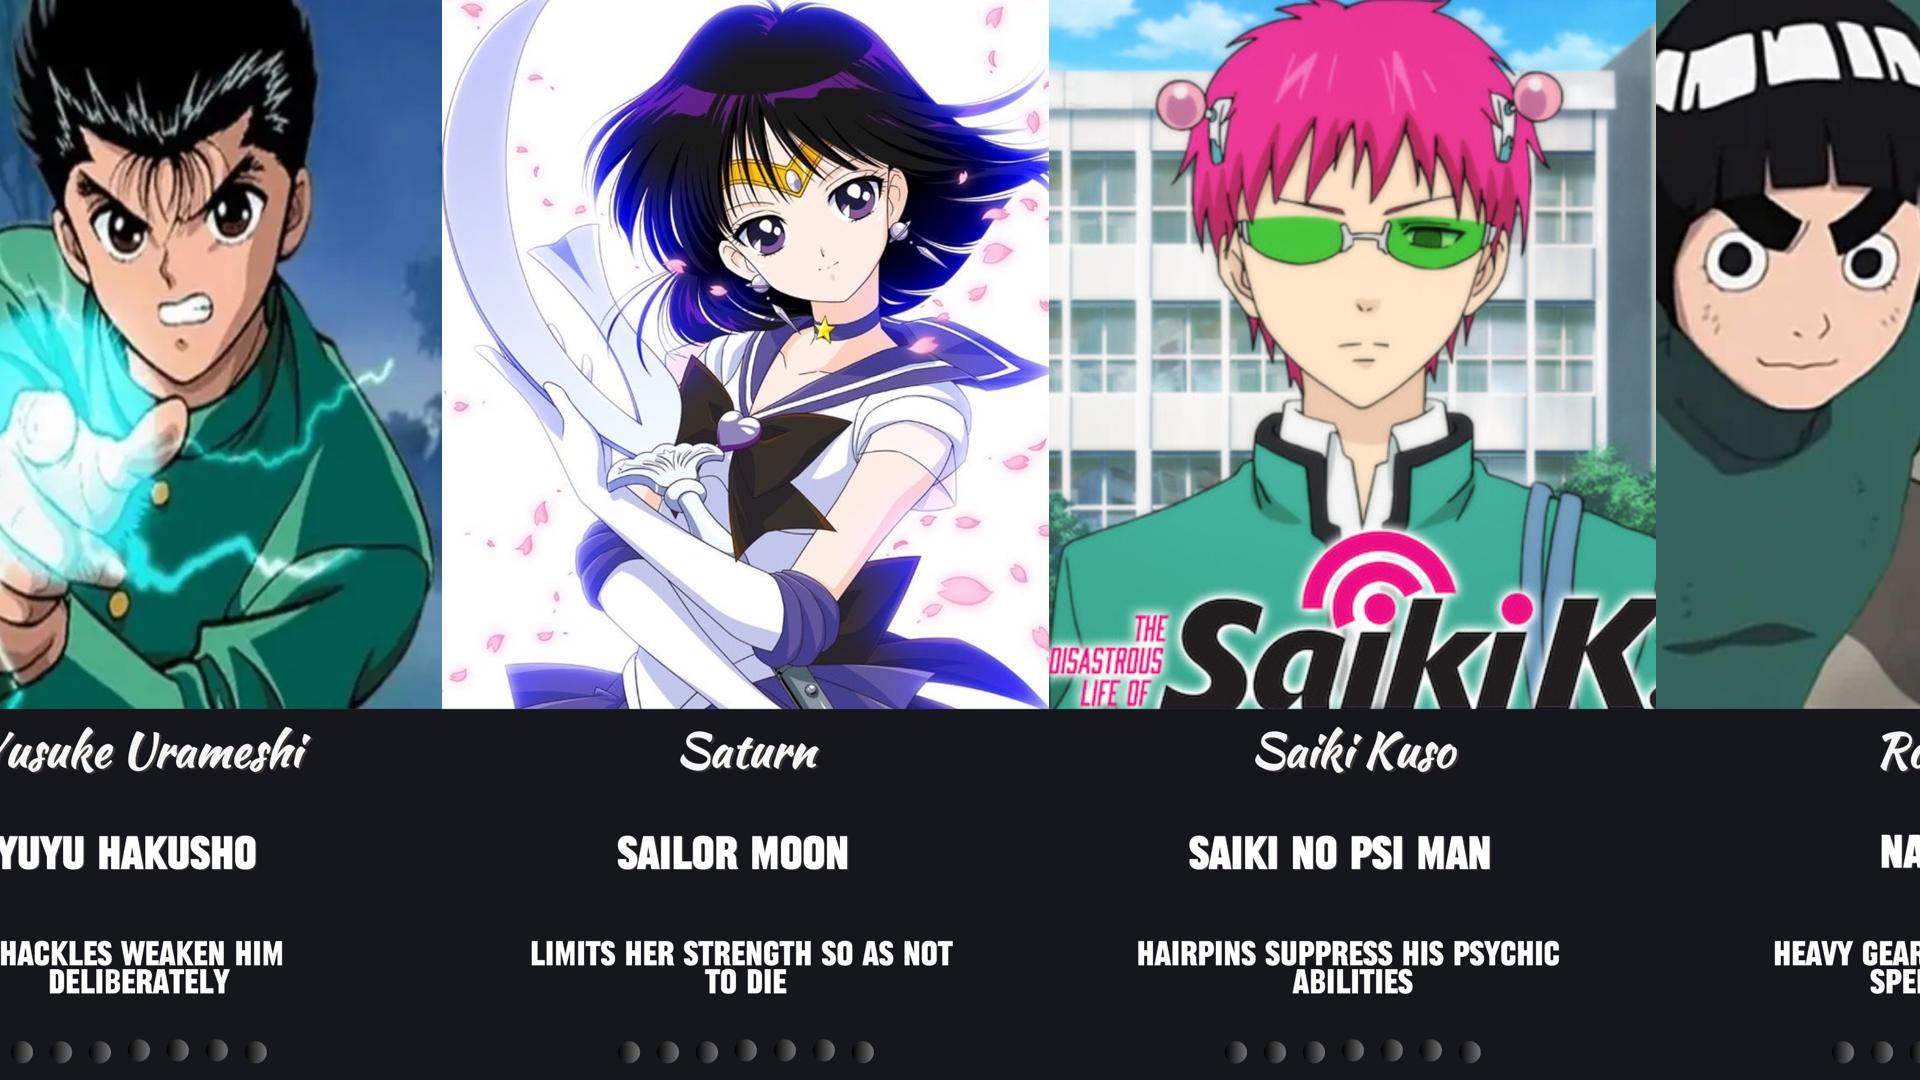 THE
DISASTROUS
LIFE OF
Saiki K.
Yusuke Urameshi
YUYU HAKUSHO
HACKLES WEAKEN HIM
DELIBERATELY
Saturn
SAILOR MOON
LIMITS HER STRENGTH SO AS NOT
TO DIE
Saiki Kuso
SAIKI NO PSI MAN
HAIRPINS SUPPRESS HIS PSYCHIC
ABILITIES
HEAVY GEAR